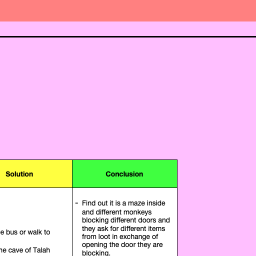 Solution
Conclusion
- Find out it is a maze inside
and different monkeys
blocking different doors and
they ask for different items
from loot in exchange of
opening the door they are
blocking.
e bus or walk to
he cave of Talah